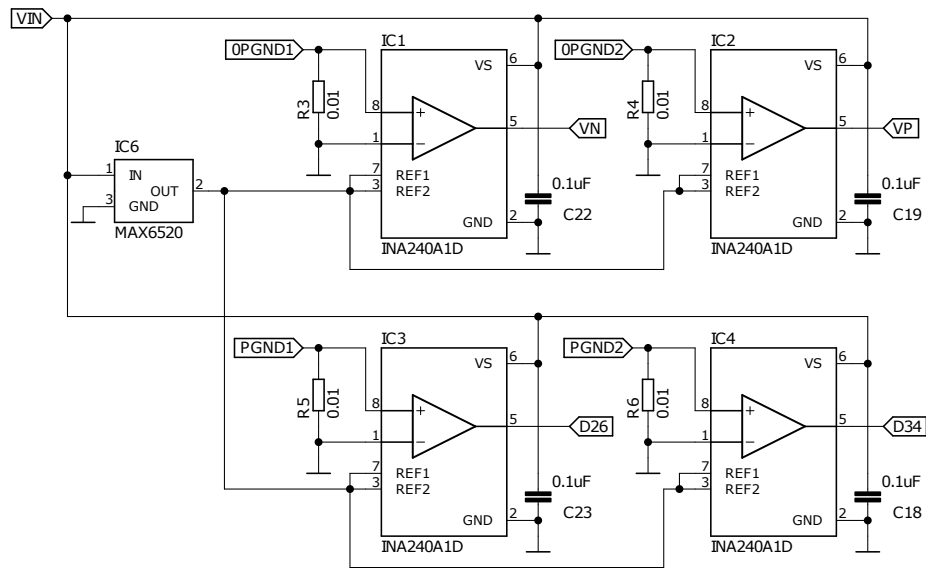 VIN
0PGND1
R3
0.01
IC1
VS
6
8
+
1
−
5
VN
7
REF1
3
REF2
GND
2
INA240A1D
0.1uF
C22
0PGND2
R4
0.01
IC2
VS
6
8
+
1
−
5
VP
7
REF1
3
REF2
GND
2
INA240A1D
0.1uF
C19
IC6
1
IN
OUT
2
3
GND
MAX6520
PGND1
R5
0.01
IC3
VS
6
8
+
1
−
5
D26
7
REF1
3
REF2
GND
2
INA240A1D
0.1uF
C23
PGND2
R6
0.01
IC4
VS
6
8
+
1
−
5
D34
7
REF1
3
REF2
GND
2
INA240A1D
0.1uF
C18